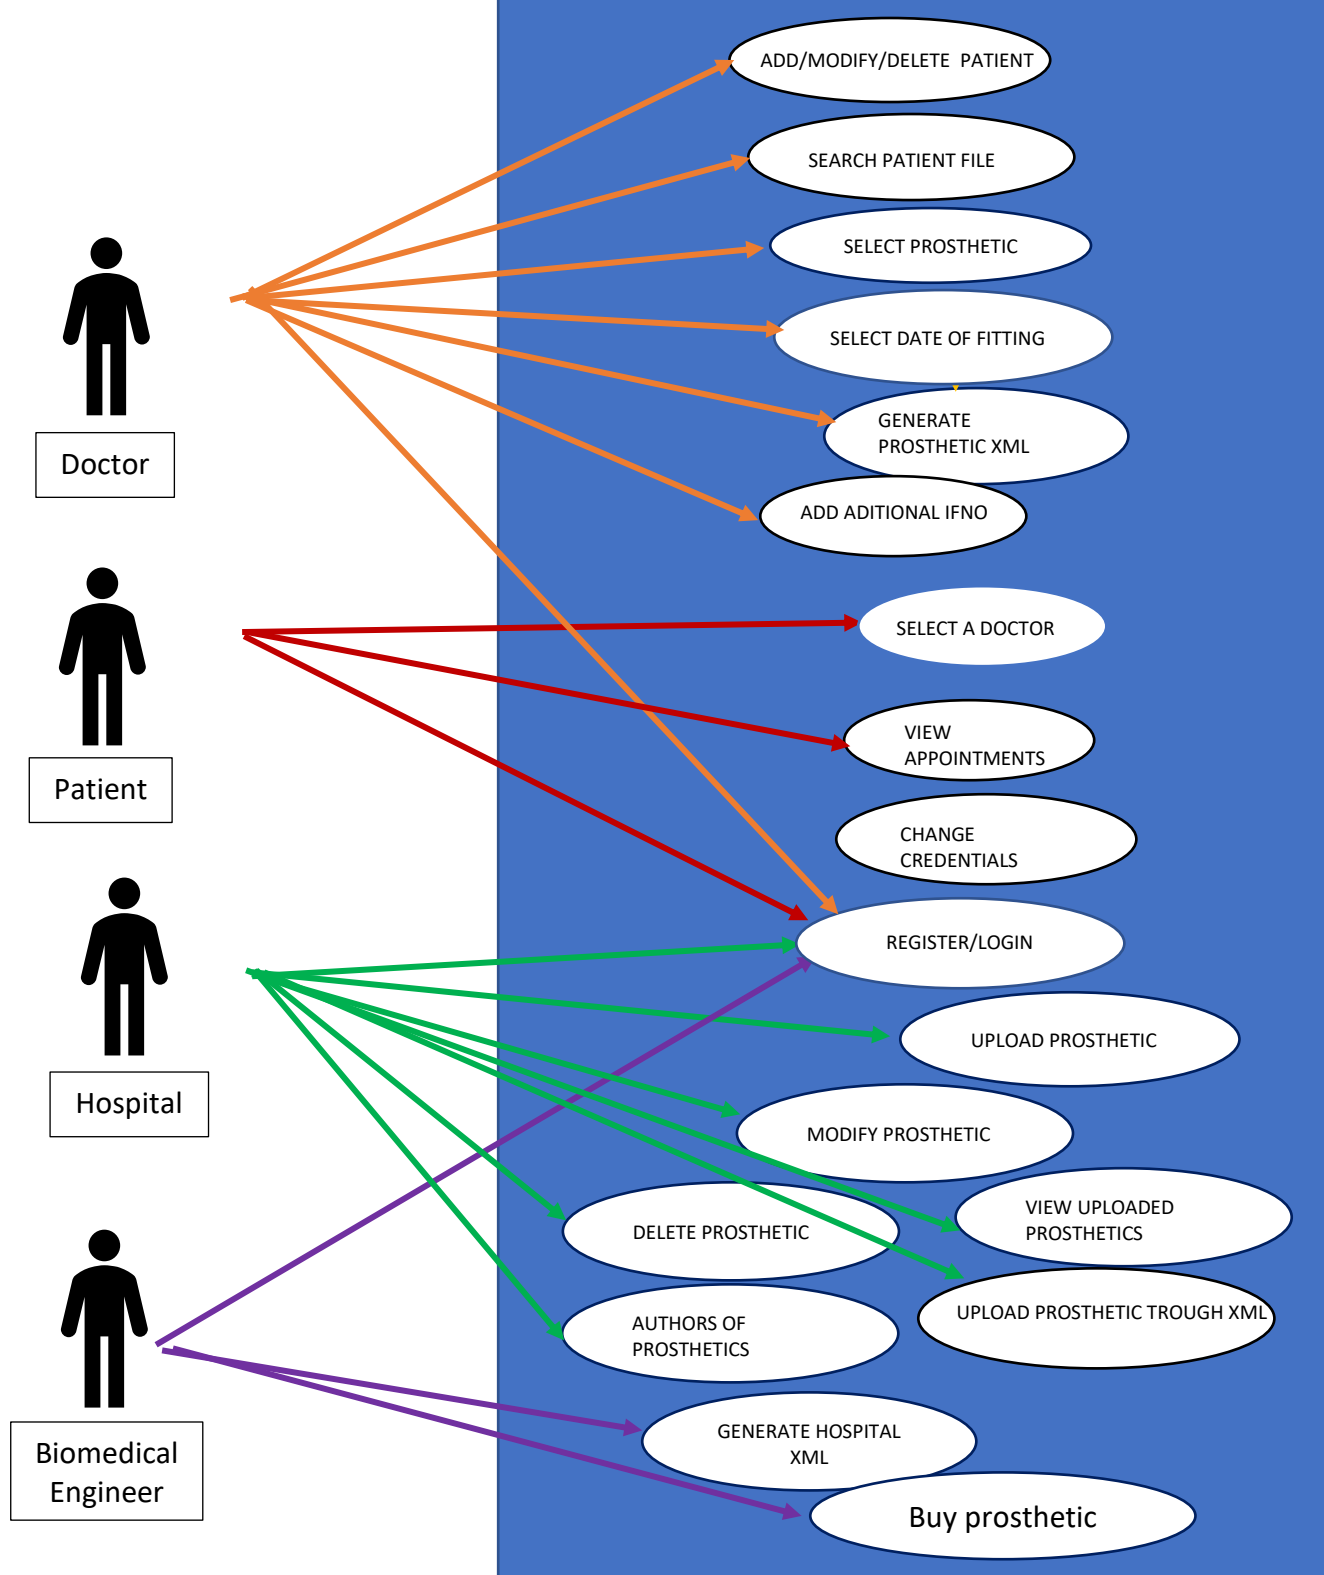 ADD/MODIFY/DELETE PATIENT
SEARCH PATIENT FILE
SELECT PROSTHETIC
SELECT DATE OF FITTING
GENERATE
PROSTHETIC XML
Doctor
ADD ADITIONAL IFNO
SELECT A DOCTOR
VIEW
APPOINTMENTS
Patient
CHANGE
CREDENTIALS
REGISTER/LOGIN
UPLOAD PROSTHETIC
Hospital
MODIFY PROSTHETIC
VIEW UPLOADED
PROSTHETICS
DELETE PROSTHETIC
UPLOAD PROSTHETIC TROUGH XML
AUTHORS OF
PROSTHETICS
GENERATE HOSPITAL
XML
Biomedical
Engineer
Buy prosthetic